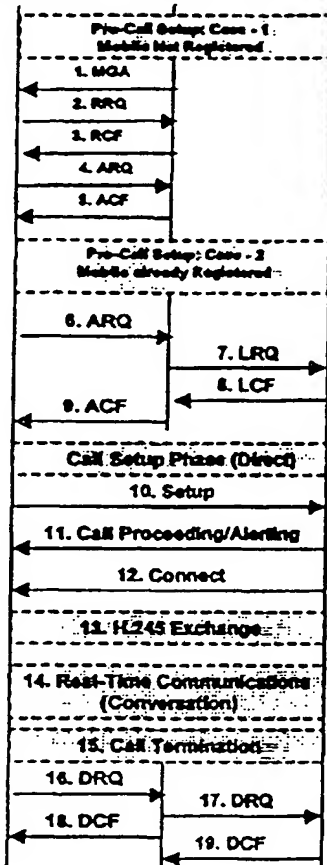 Pre-Call Setup: Case - 1
Mobile Not Registered
1. MGA
2. RRQ
3. RCF
4. ARQ
5. ACF
Pre-Call Setup: Case - 2
Mobile already Registered
6. ARQ
7. LRQ
8. LCF
9. ACF
Call Setup Phase (Direct)
10. Setup
11. Call Proceeding/Alerting
12. Connect
13. H.245 Exchange
14. Real-Time Communications
(Conversation)
15. Call Termination
16. DRQ
17. DRQ
18. DCF
19. DCF